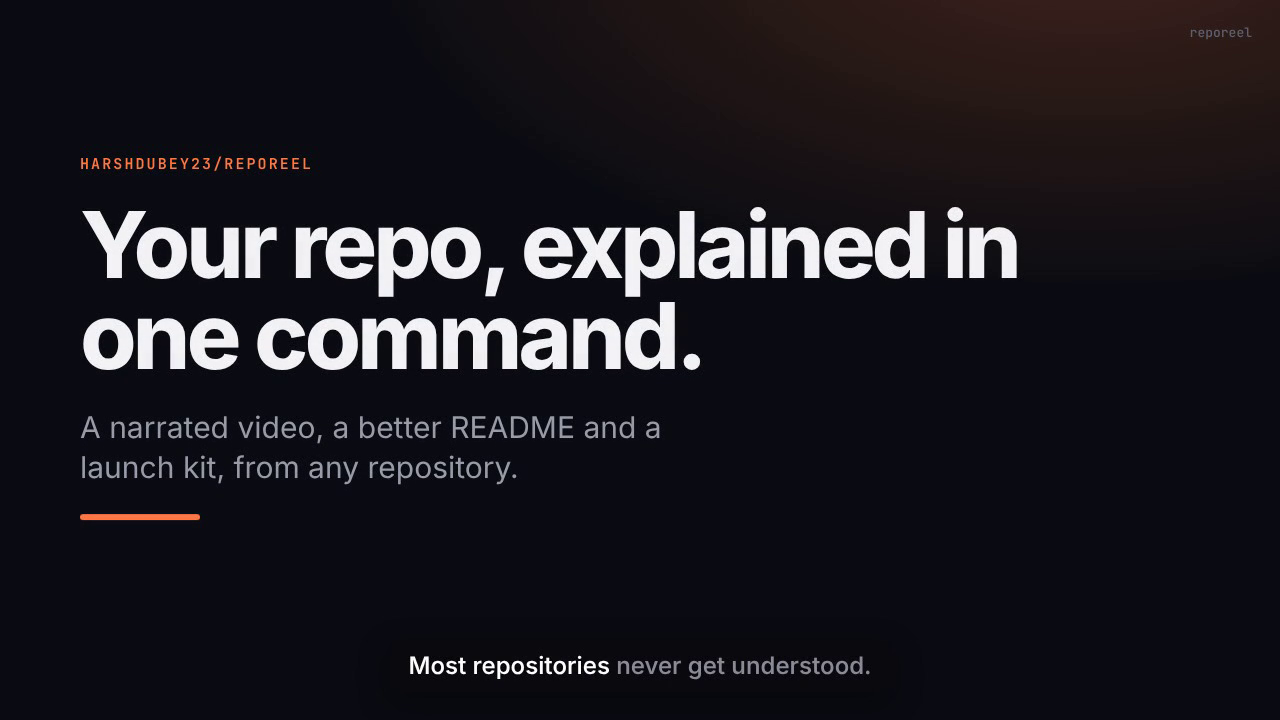 reporeel
HARSHDUBEY23/REPOREEL
Your repo, explained in
one command.
A narrated video, a better README and a
launch kit, from any repository.
Most repositories never get understood.